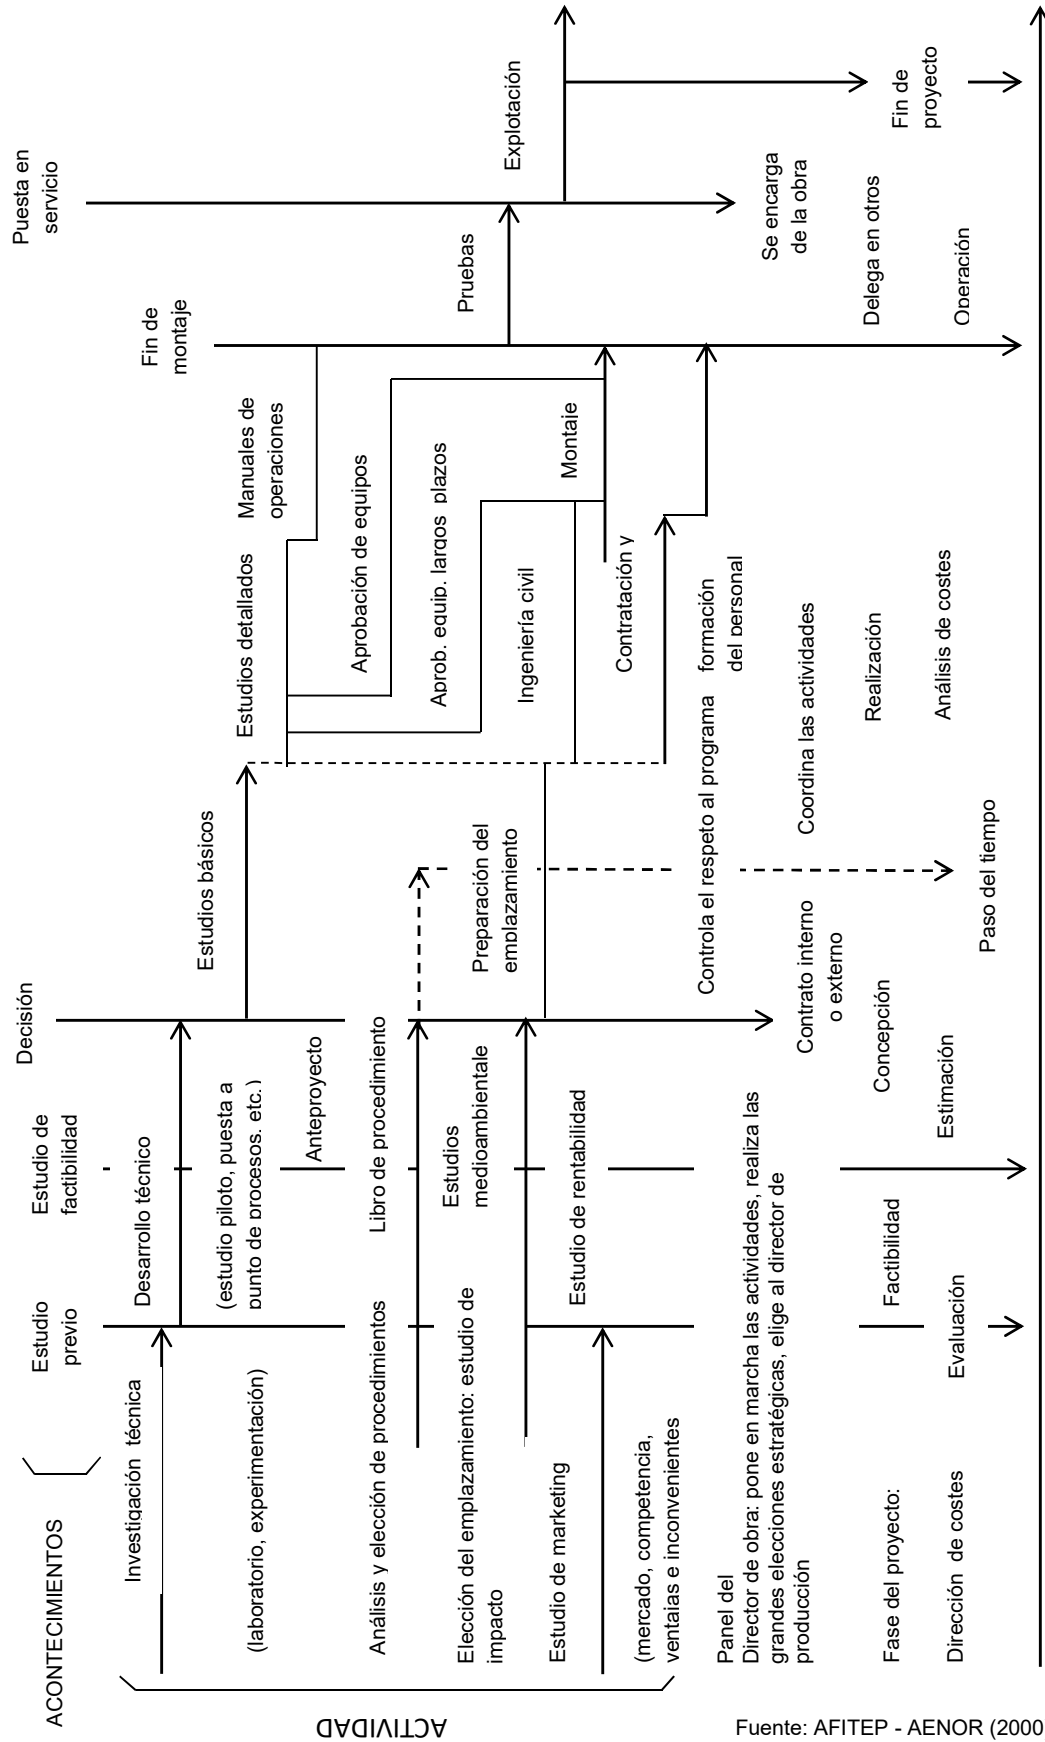 ACONTECIMIENTOS
Estudio
previo
Estudio de
factibilidad
Decisión
Fin de
montaje
Puesta en
servicio
ACTIVIDAD
Investigación técnica
(laboratorio, experimentación)
Desarrollo técnico
(estudio piloto, puesta a
punto de procesos, etc.)
Anteproyecto
Estudios básicos
Estudios detallados
Manuales de
operaciones
Pruebas
Explotación
Análisis y elección de procedimientos
Libro de procedimiento
Aprobación de equipos
Aprob. equip. largos plazos
Elección del emplazamiento: estudio de
impacto
Estudios
medioambientale
Preparación del
emplazamiento
Ingeniería civil
Montaje
Estudio de marketing
Estudio de rentabilidad
(mercado, competencia,
ventajas e inconvenientes
Contratación y
formación
del personal
Panel del
Director de obra: pone en marcha las actividades, realiza las
grandes elecciones estratégicas, elige al director de
producción
Controla el respeto al programa
Contrato interno
o externo
Coordina las actividades
Se encarga
de la obra
Fase del proyecto:
Factibilidad
Concepción
Realización
Delega en otros
Fin de
proyecto
Dirección de costes
Evaluación
Estimación
Análisis de costes
Operación
Paso del tiempo
Fuente: AFITEP - AENOR (2000